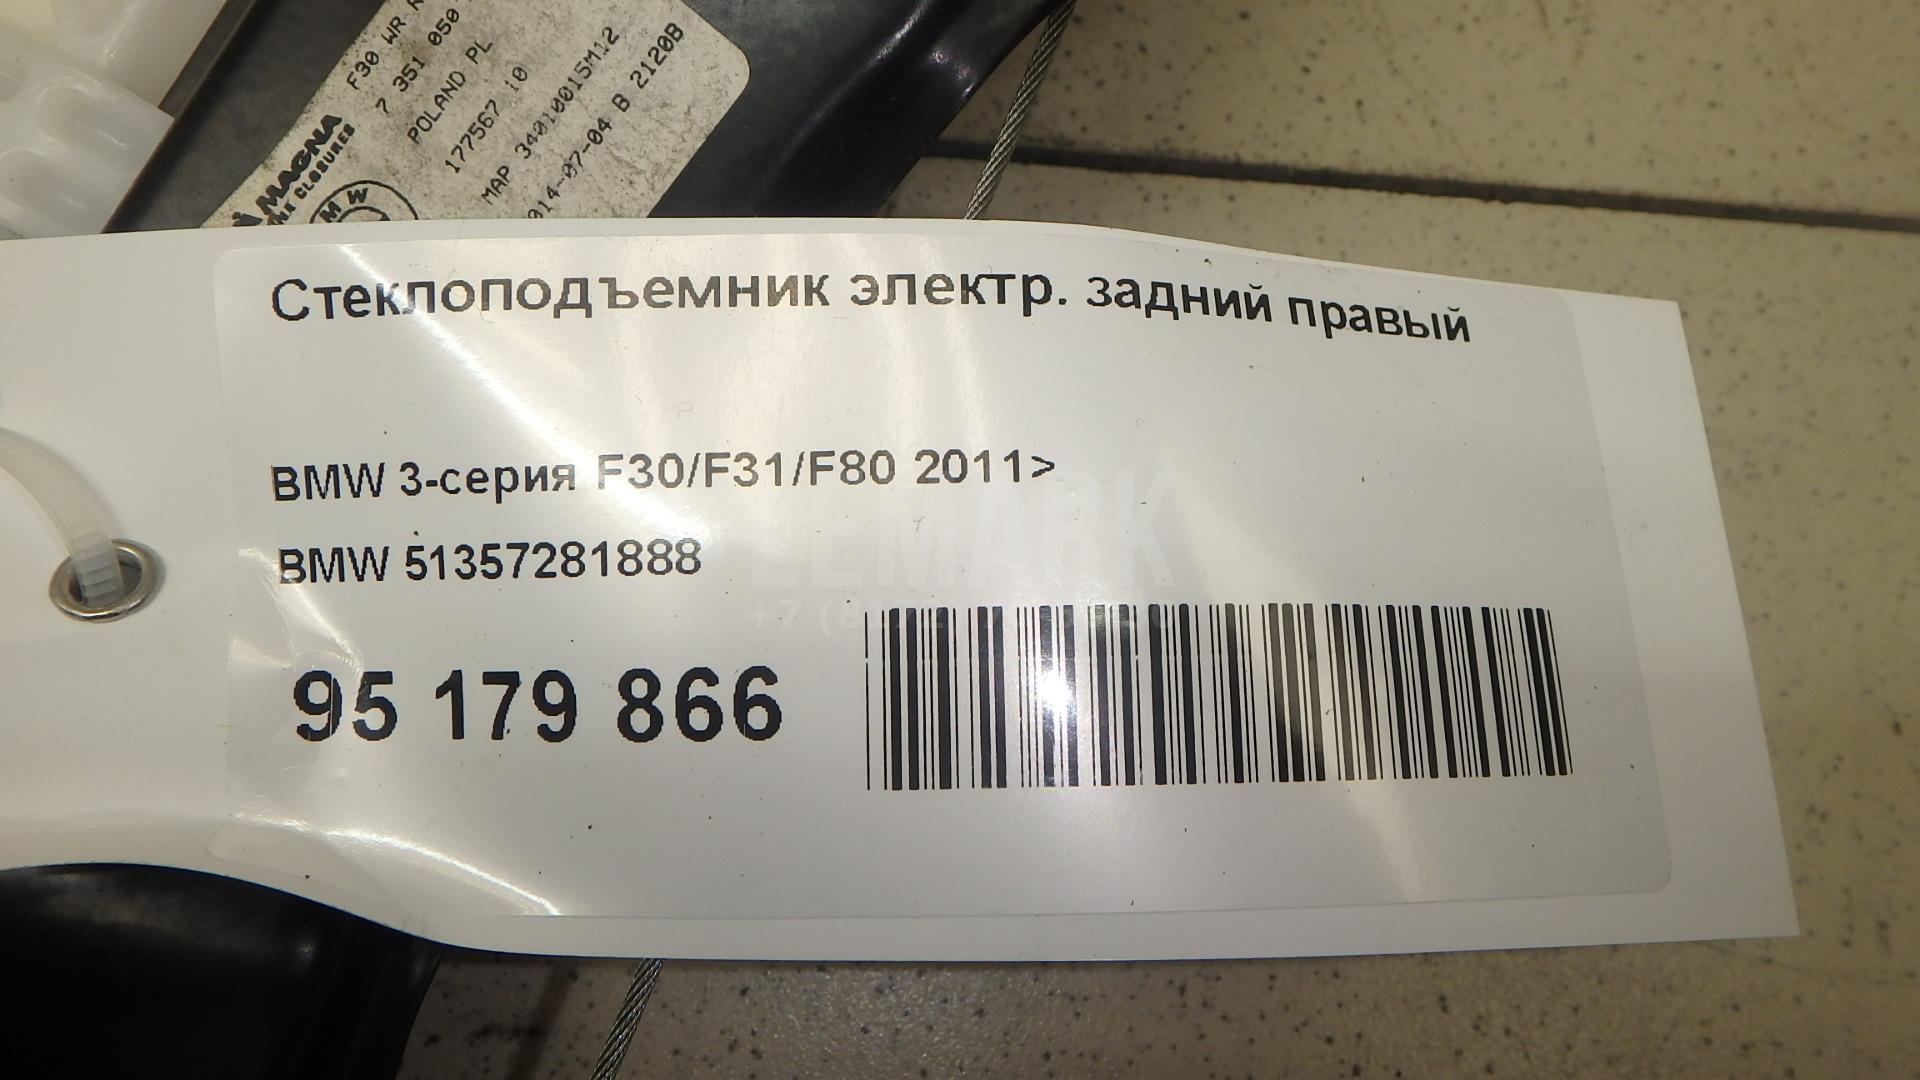 F30 WR R
7 351 050
POLAND PL
177567 10
MAP 34010015M12
014-07-04 B 2120B
MAGNA
CLOSURES
Стеклоподъемник электр. задний правый
BMW 3-серия F30/F31/F80 2011>
BMW 51357281888
95 179 866